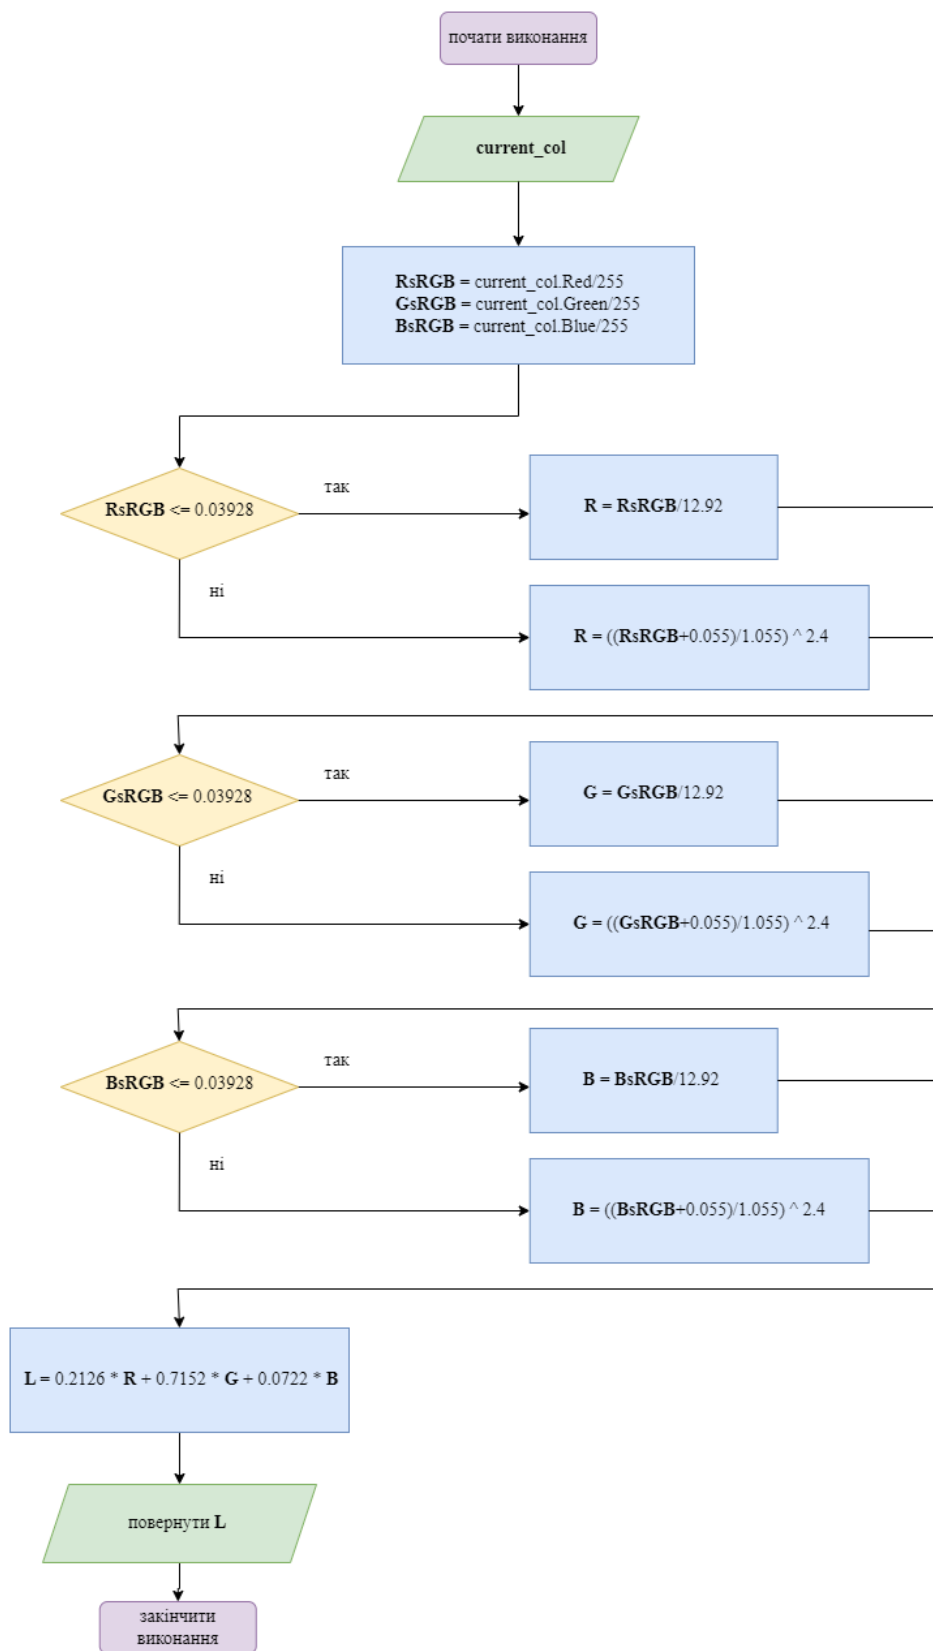 почати виконання
current_col
RsRGB = current_col.Red/255
GsRGB = current_col.Green/255
BsRGB = current_col.Blue/255
RsRGB <= 0.03928
так
R = RsRGB/12.92
ні
R = ((RsRGB+0.055)/1.055) ^ 2.4
GsRGB <= 0.03928
так
G = GsRGB/12.92
ні
G = ((GsRGB+0.055)/1.055) ^ 2.4
BsRGB <= 0.03928
так
B = BsRGB/12.92
ні
B = ((BsRGB+0.055)/1.055) ^ 2.4
L = 0.2126 * R + 0.7152 * G + 0.0722 * B
повернути L
закінчити
виконання